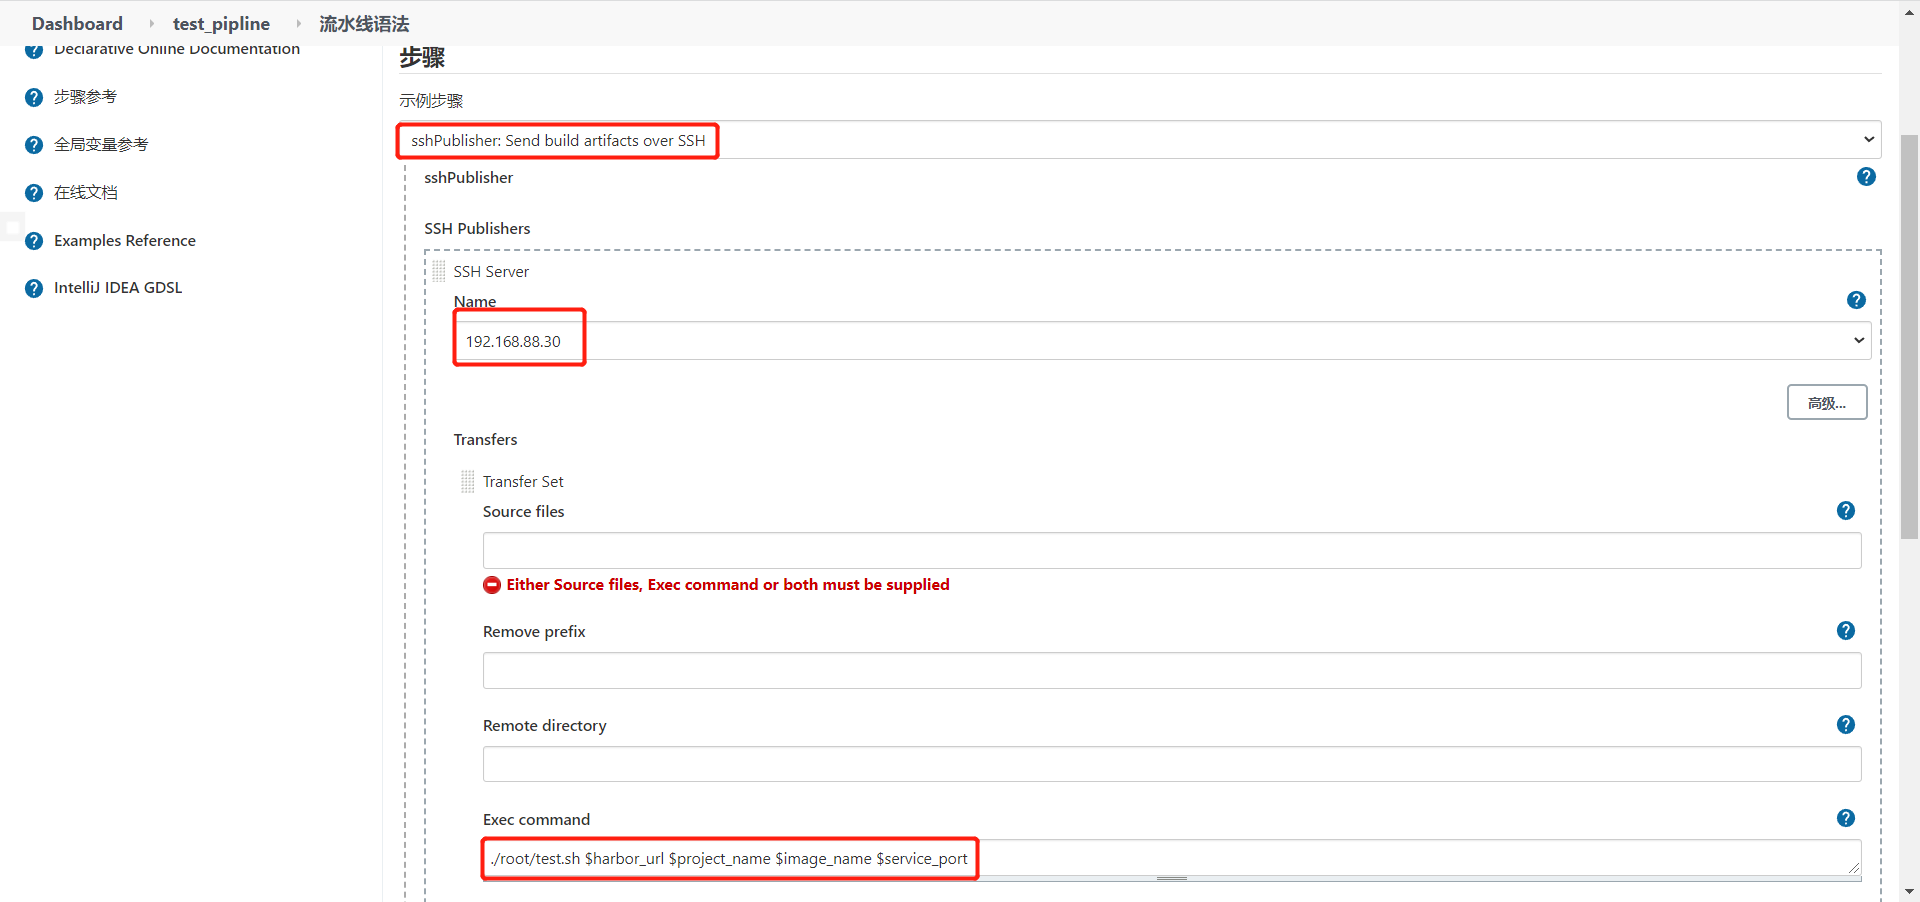 Dashboard test_pipline 流水线语法
Declarative Online Documentation
步骤参考
全局变量参考
在线文档
Examples Reference
IntelliJ IDEA GDSL
步骤
示例步骤
sshPublisher: Send build artifacts over SSH
sshPublisher
SSH Publishers
SSH Server
Name
192.168.88.30
高级...
Transfers
Transfer Set
Source files
Either Source files, Exec command or both must be supplied
Remove prefix
Remote directory
Exec command
./root/test.sh $harbor_url $project_name $image_name $service_port